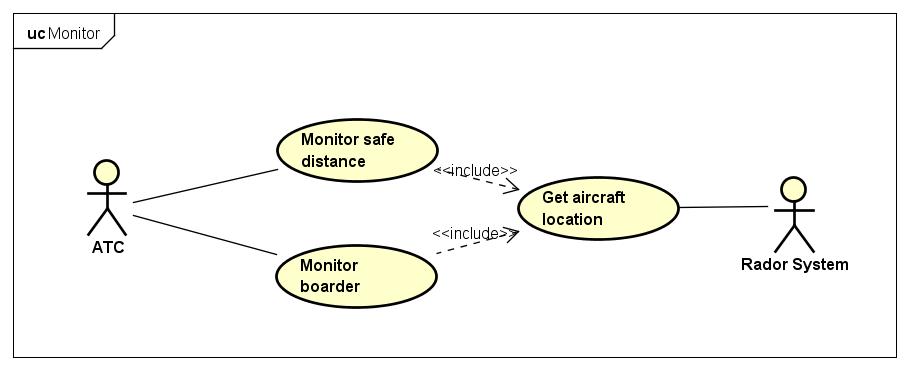 uc Monitor
Monitor safe
distance
<<include>>
Get aircraft
location
<<include>>
ATC
Monitor
boarder
Rador System